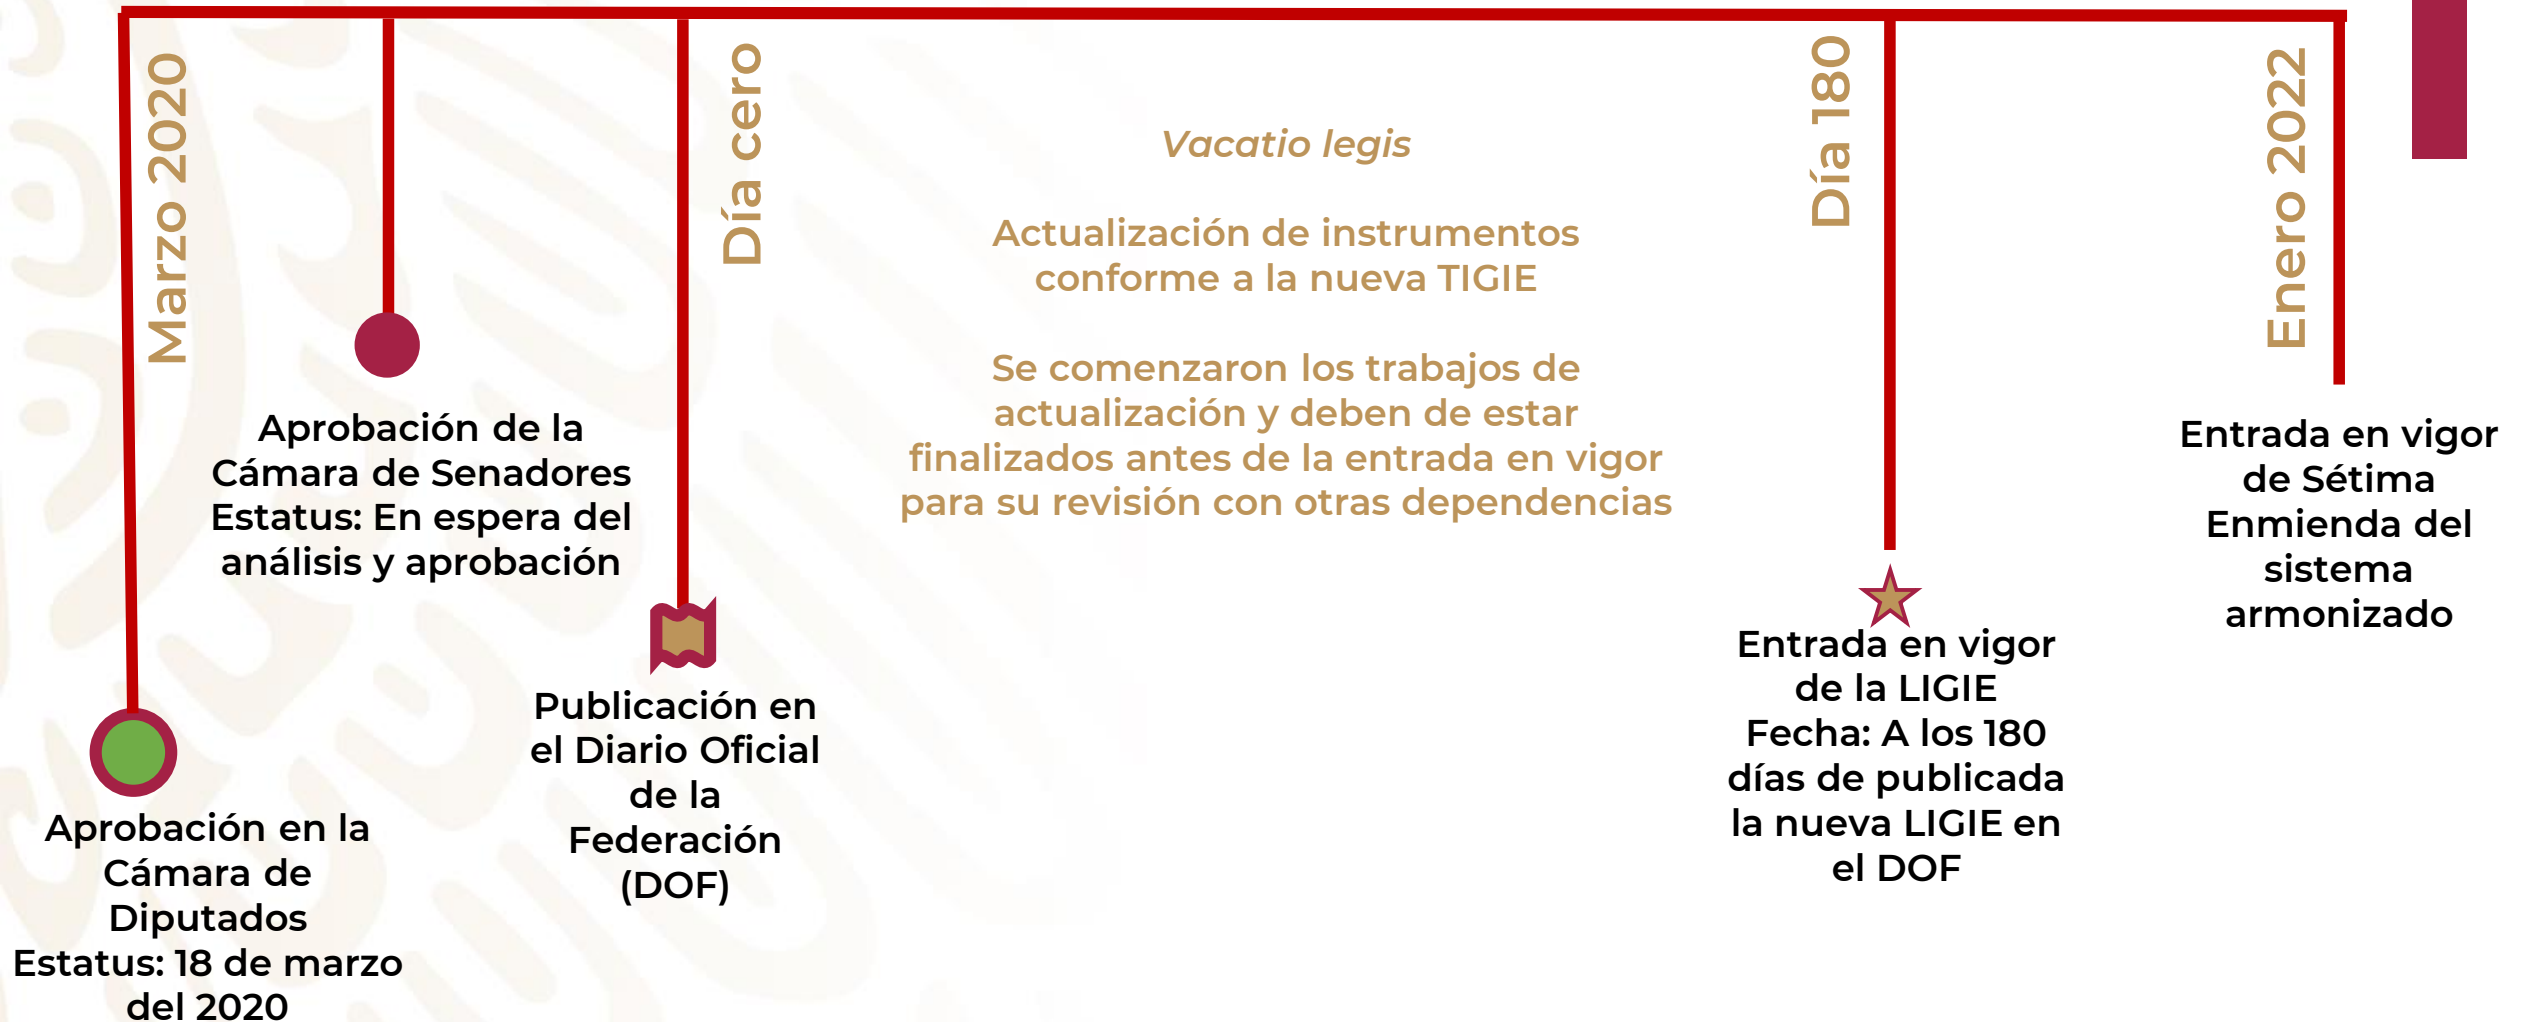 Marzo 2020
Aprobación en la
Cámara de
Diputados
Estatus: 18 de marzo
del 2020
Aprobación de la
Cámara de Senadores
Estatus: En espera del
análisis y aprobación
Día cero
Publicación en
el Diario Oficial
de la
Federación
(DOF)
Vacatio legis
Actualización de instrumentos
conforme a la nueva TIGIE
Se comenzaron los trabajos de
actualización y deben de estar
finalizados antes de la entrada en vigor
para su revisión con otras dependencias
Día 180
Entrada en vigor
de la LIGIE
Fecha: A los 180
días de publicada
la nueva LIGIE en
el DOF
Enero 2022
Entrada en vigor
de Sétima
Enmienda del
sistema
armonizado